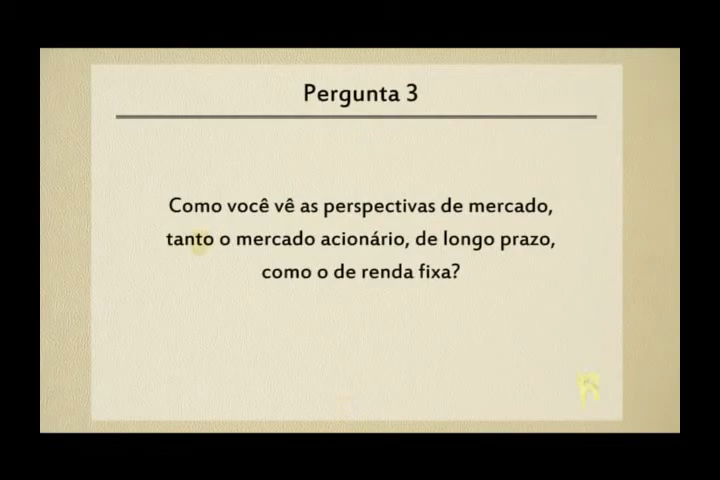 Pergunta 3
Como você vê as perspectivas de mercado,
tanto o mercado acionário, de longo prazo,
como o de renda fixa?